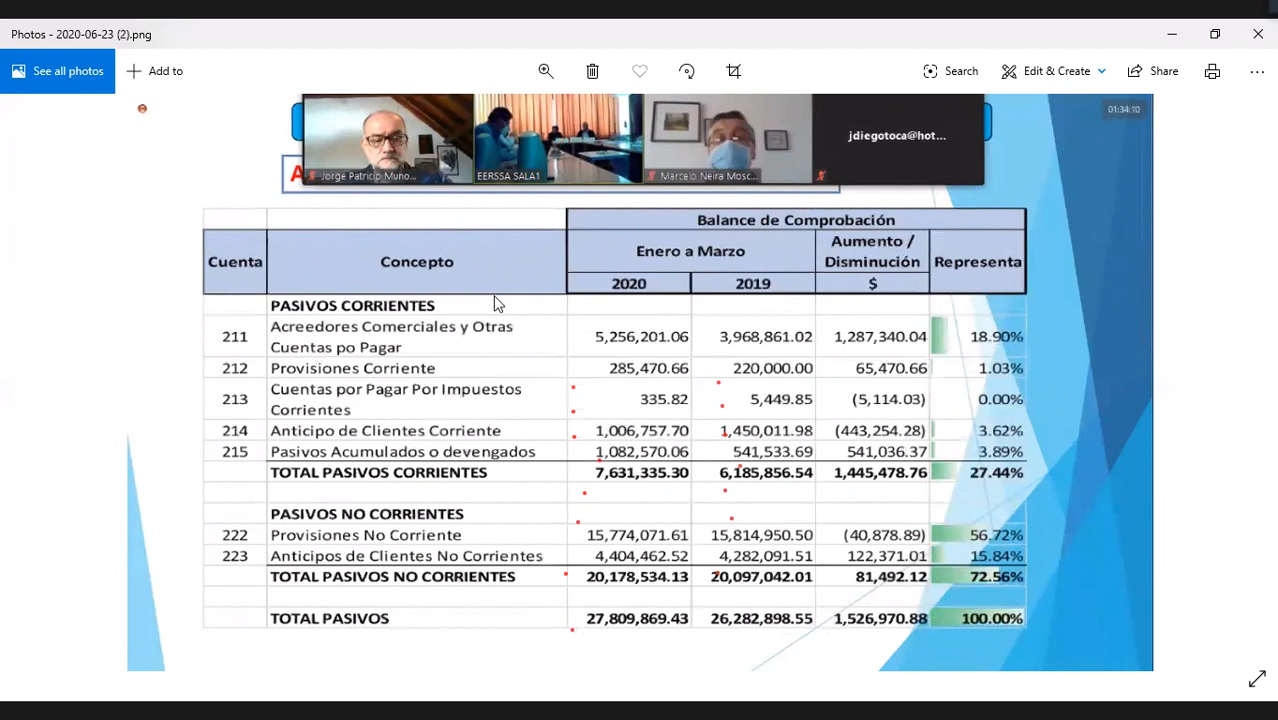 Photos - 2020-06-23 (2).png
See all photos
Add to
Search
Edit & Create
Share
01:34:10
Jorge Patricio Muno...
EERSSA SALA1
Marcelo Neira Mosc...
jdiegotoca@hot...
A
Balance de Comprobación
Cuenta Concepto Enero a Marzo Aumento / Disminución Representa
2020 2019 $
PASIVOS CORRIENTES
211 Acreedores Comerciales y Otras Cuentas po Pagar 5,256,201.06 3,968,861.02 1,287,340.04 18.90%
212 Provisiones Corriente 285,470.66 220,000.00 65,470.66 1.03%
213 Cuentas por Pagar Por Impuestos Corrientes 335.82 5,449.85 (5,114.03) 0.00%
214 Anticipo de Clientes Corriente 1,006,757.70 1,450,011.98 (443,254.28) 3.62%
215 Pasivos Acumulados o devengados 1,082,570.06 541,533.69 541,036.37 3.89%
TOTAL PASIVOS CORRIENTES 7,631,335.30 6,185,856.54 1,445,478.76 27.44%
PASIVOS NO CORRIENTES
222 Provisiones No Corriente 15,774,071.61 15,814,950.50 (40,878.89) 56.72%
223 Anticipos de Clientes No Corrientes 4,404,462.52 4,282,091.51 122,371.01 15.84%
TOTAL PASIVOS NO CORRIENTES 20,178,534.13 20,097,042.01 81,492.12 72.56%
TOTAL PASIVOS 27,809,869.43 26,282,898.55 1,526,970.88 100.00%